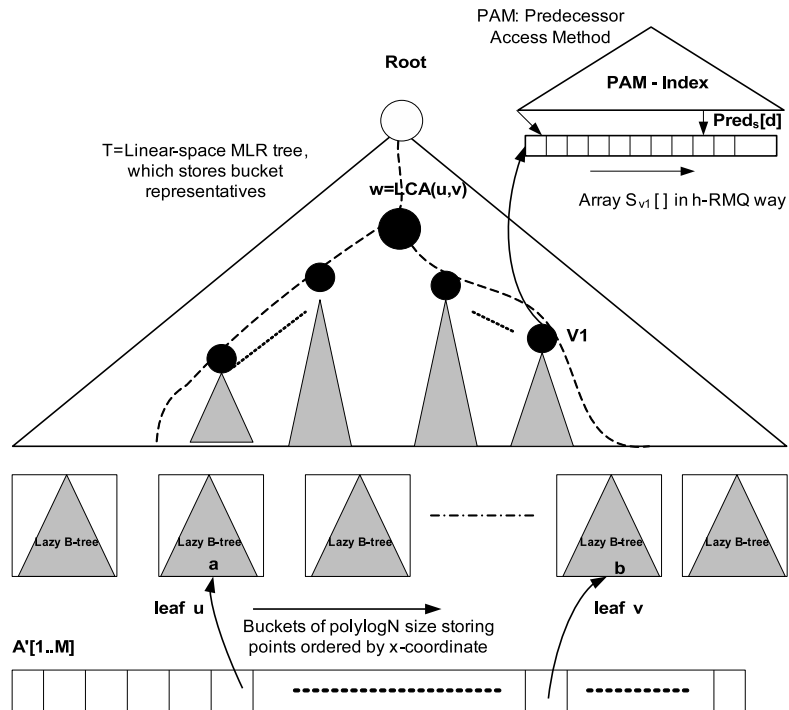 PAM: Predecessor
Access Method
Root
PAM - Index
Pred_s[d]
T=Linear-space MLR tree,
which stores bucket
representatives
w=LCA(u,v)
Array S_v1 [ ] in h-RMQ way
V1
Lazy B-tree
Lazy B-tree
a
Lazy B-tree
Lazy B-tree
b
Lazy B-tree
leaf u
leaf v
Buckets of polylogN size storing
points ordered by x-coordinate
A'[1..M]